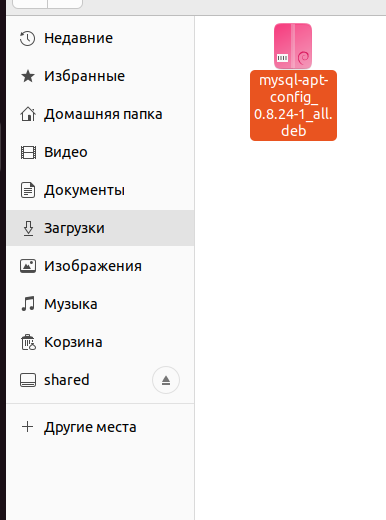 Недавние
Избранные
Домашняя папка
Видео
Документы
Загрузки
Изображения
Музыка
Корзина
shared
Другие места
mysql-apt-
config_
0.8.24-1_all.
deb